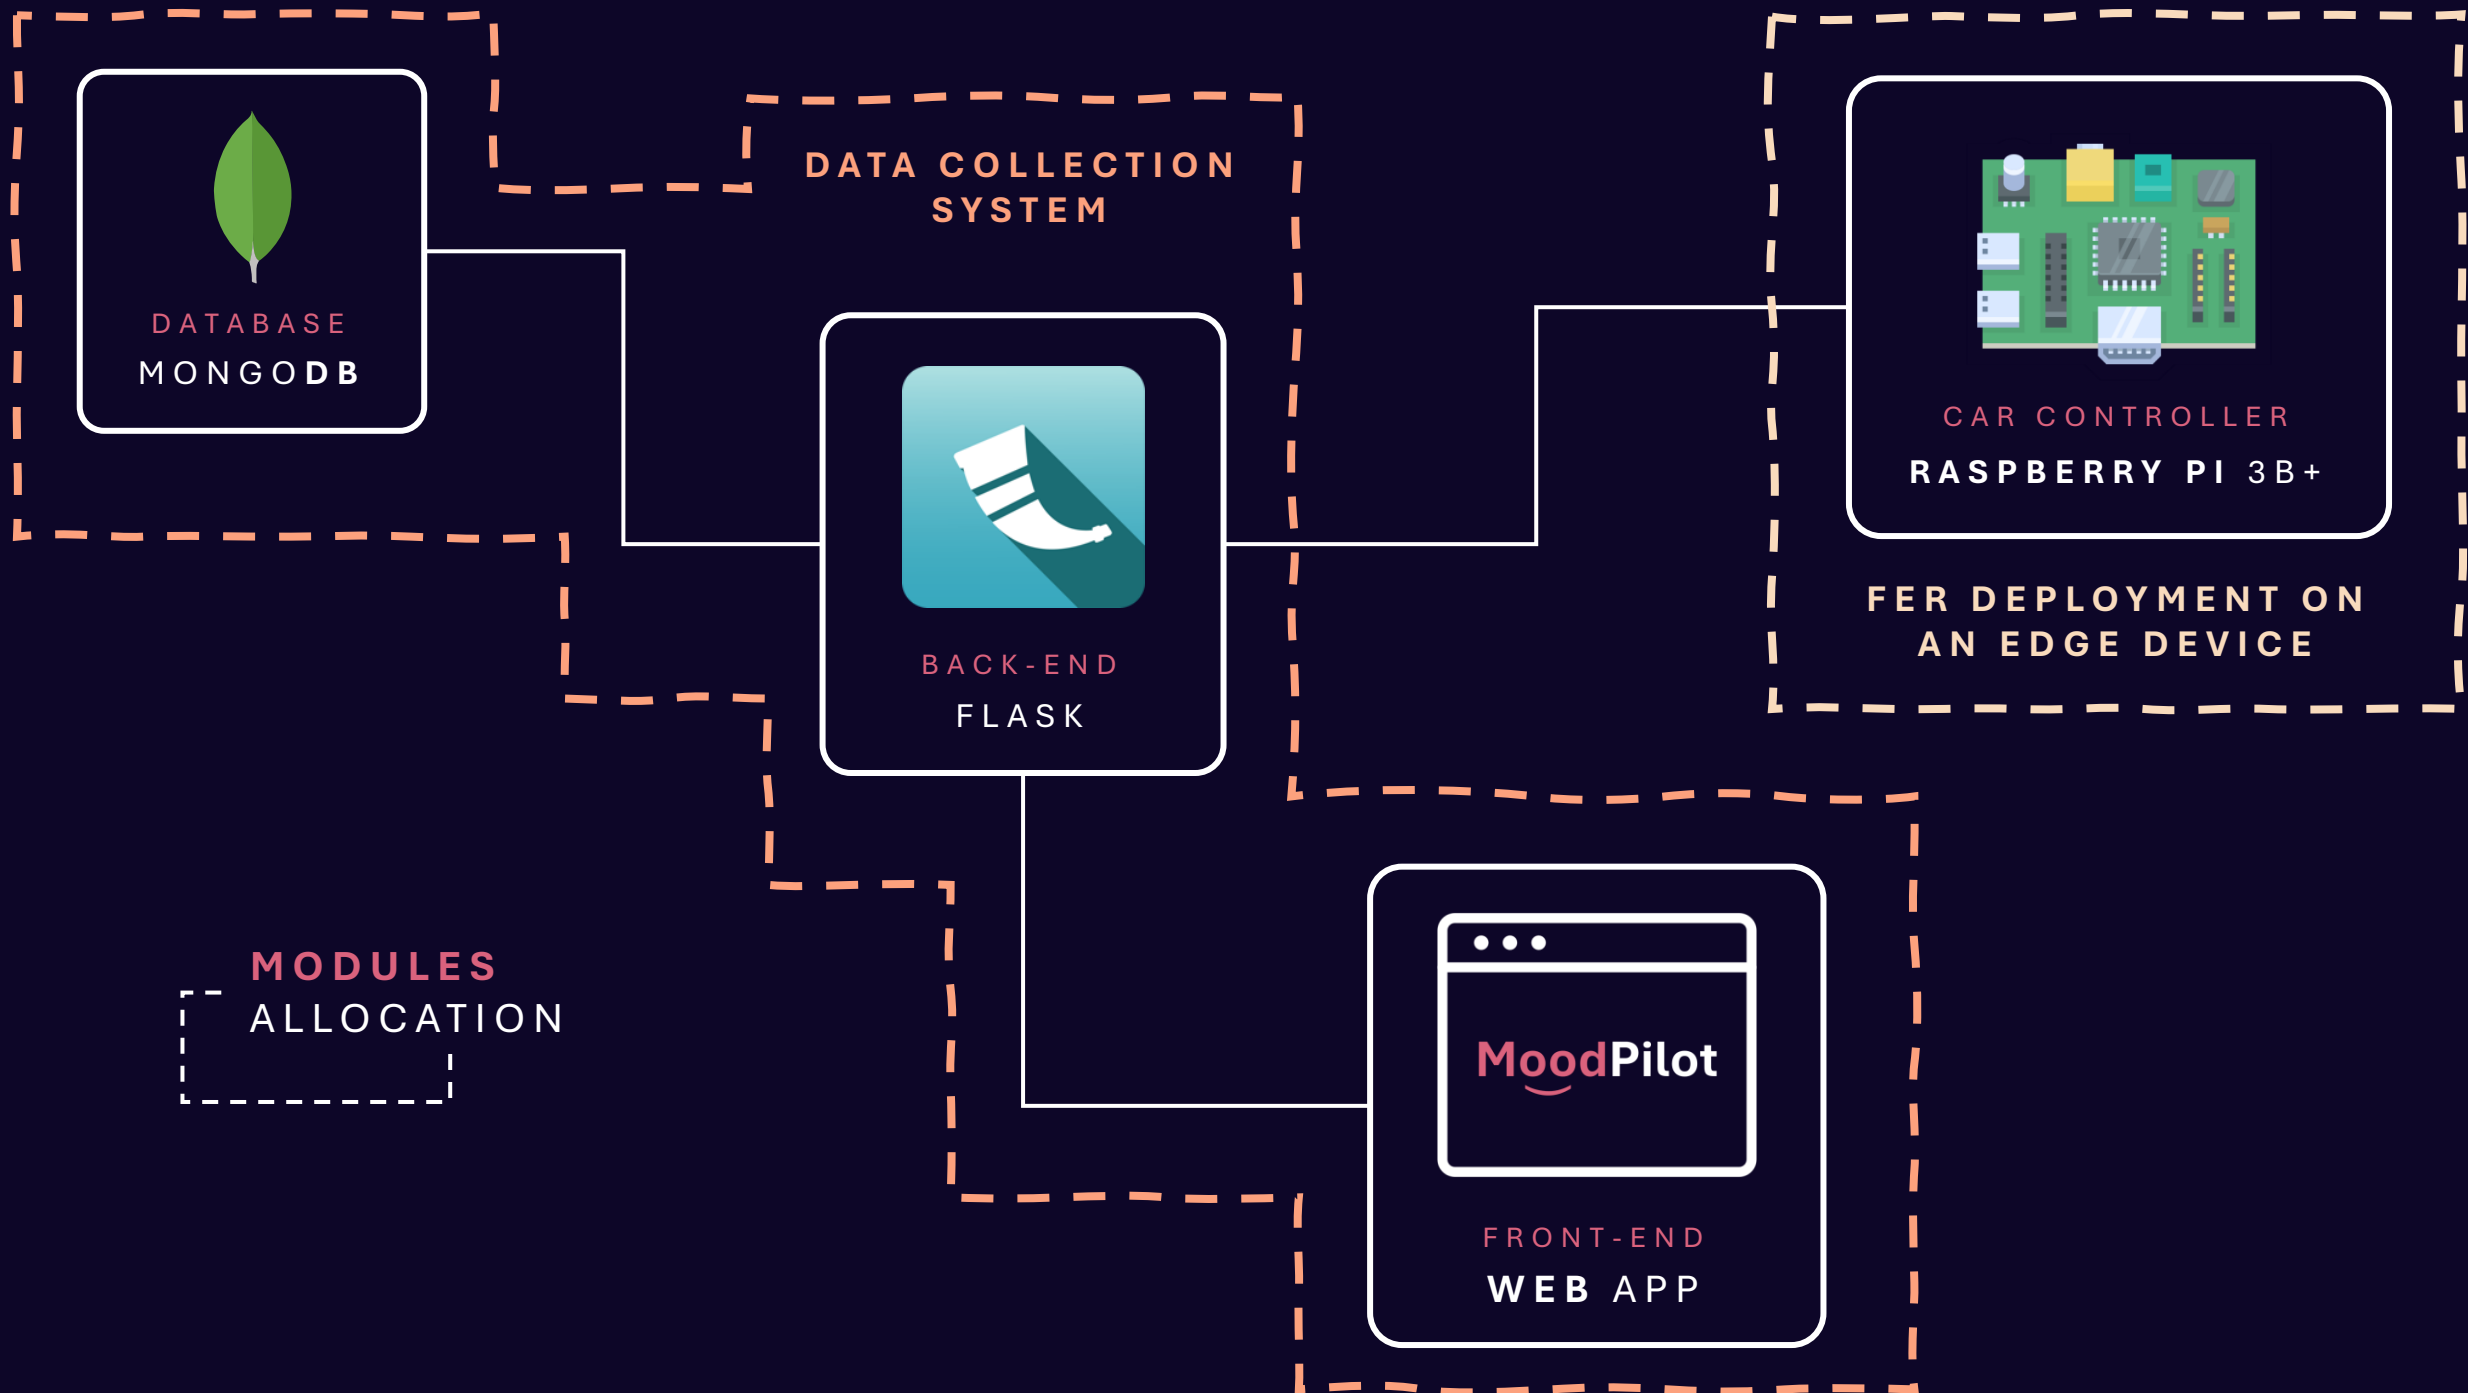 DATA COLLECTION
SYSTEM
DATABASE
MONGODB
CAR CONTROLLER
RASPBERRY PI 3B+
FER DEPLOYMENT ON
AN EDGE DEVICE
BACK-END
FLASK
MODULES
ALLOCATION
MoodPilot
FRONT-END
WEB APP